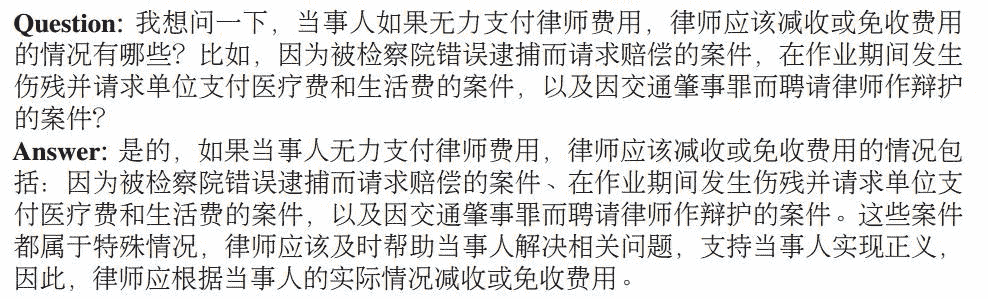 Question: 我想问一下，当事人如果无力支付律师费用，律师应该减收或免收费用
的情况有哪些？比如，因为被检察院错误逮捕而请求赔偿的案件，在作业期间发生
伤残并请求单位支付医疗费和生活费的案件，以及因交通肇事罪而聘请律师作辩护
的案件？
Answer: 是的，如果当事人无力支付律师费用，律师应该减收或免收费用的情况包
括：因为被检察院错误逮捕而请求赔偿的案件、在作业期间发生伤残并请求单位支
付医疗费和生活费的案件，以及因交通肇事罪而聘请律师作辩护的案件。这些案件
都属于特殊情况，律师应该及时帮助当事人解决相关问题，支持当事人实现正义，
因此，律师应根据当事人的实际情况减收或免收费用。